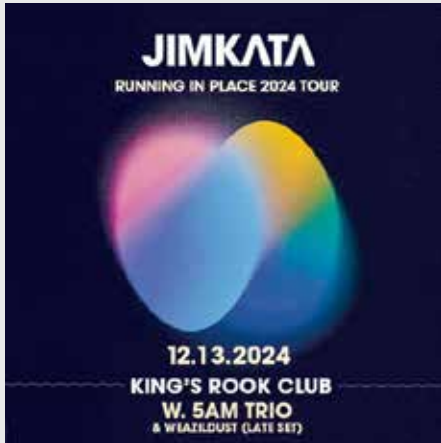 JIMKATA
RUNNING IN PLACE 2024 TOUR
12.13.2024
KING'S ROOK CLUB
W. 5AM TRIO
& WEAZILDUST (LATE SET)